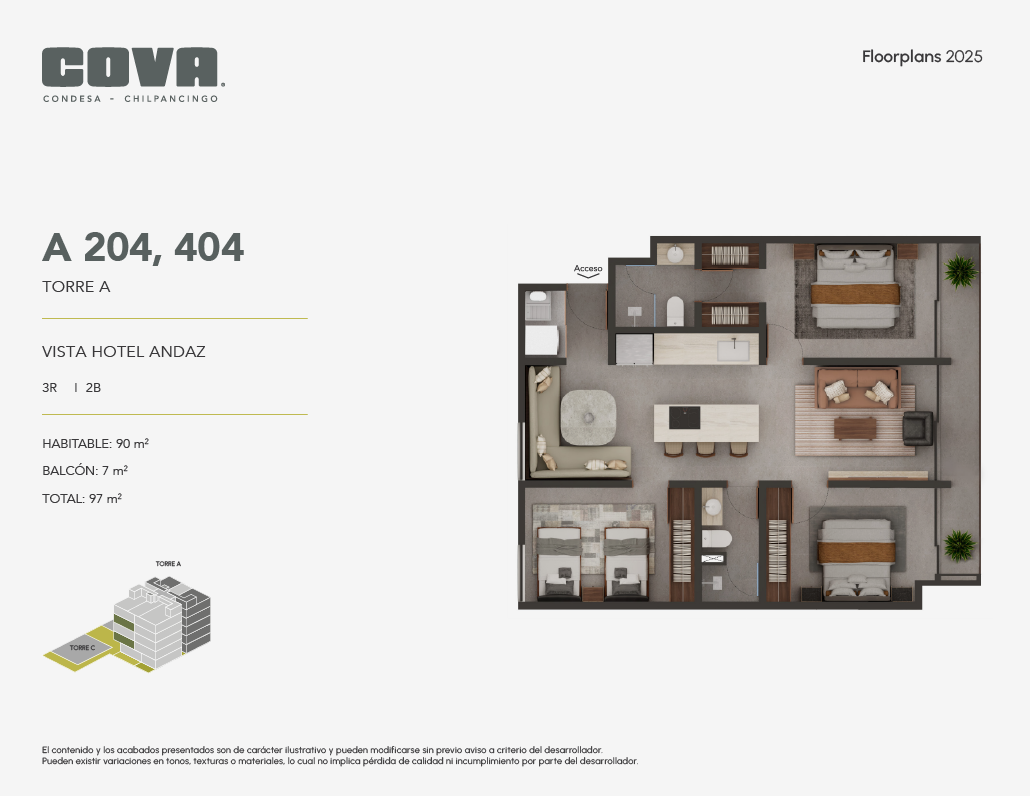 COVA.
CONDESA - CHILPANCINGO
Floorplans 2025
A 204, 404
TORRE A
VISTA HOTEL ANDAZ
3R | 2B
HABITABLE: 90 m²
BALCÓN: 7 m²
TOTAL: 97 m²
Acceso
TORRE A
TORRE C
El contenido y los acabados presentados son de carácter ilustrativo y pueden modificarse sin previo aviso a criterio del desarrollador.
Pueden existir variaciones en tonos, texturas o materiales, lo cual no implica pérdida de calidad ni incumplimiento por parte del desarrollador.